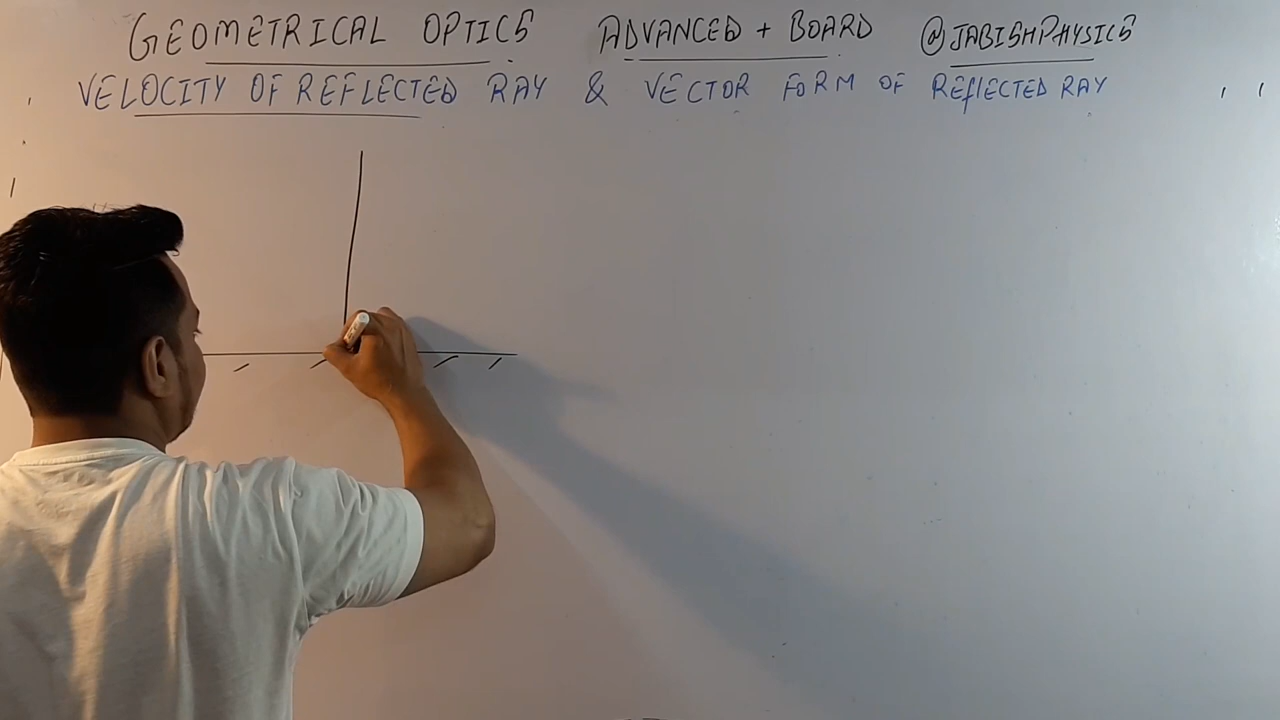 GEOMETRICAL OPTICS ADVANCED + BOARD @JABISHPHYSICS
VELOCITY OF REFLECTED RAY & VECTOR FORM OF REFLECTED RAY